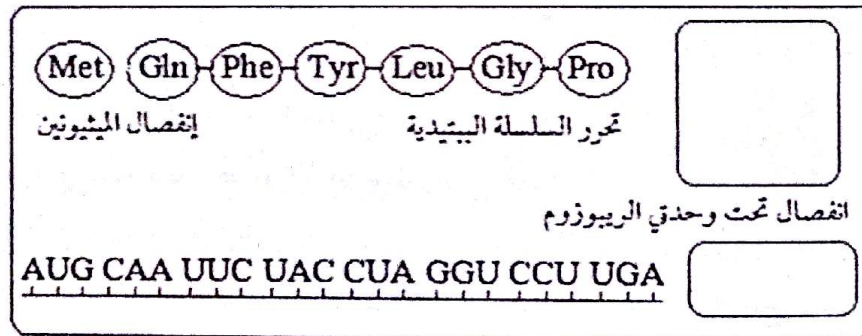 Met Gln Phe Tyr Leu Gly Pro
تحرر السلسلة الببتيدية إنفصال الميثيونين
انفصال تحت وحدتي الريبوزوم
AUG CAA UUC UAC CUA GGU CCU UGA